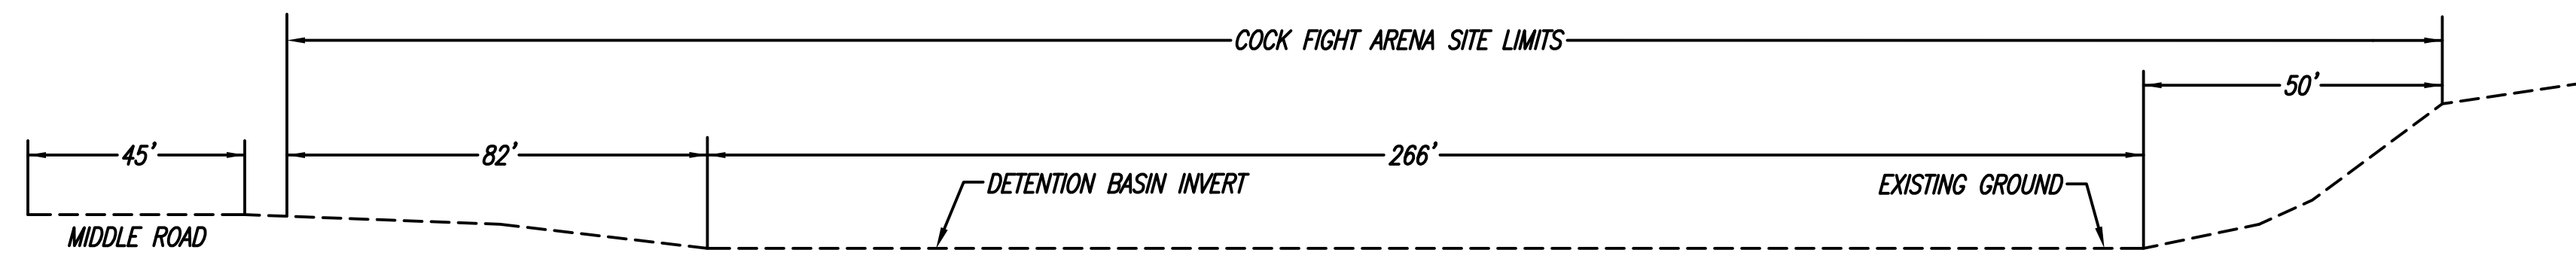 COCK FIGHT ARENA SITE LIMITS
50'
45'
82'
266'
DETENTION BASIN INVERT
EXISTING GROUND
MIDDLE ROAD